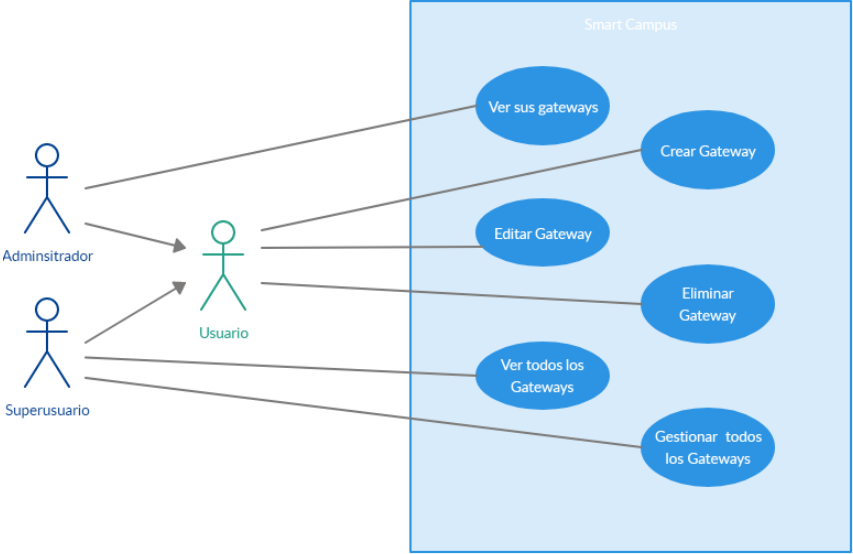 Smart Campus
Ver sus gateways
Crear Gateway
Editar Gateway
Adminsitrador
Eliminar
Gateway
Usuario
Ver todos los
Gateways
Superusuario
Gestionar todos
los Gateways